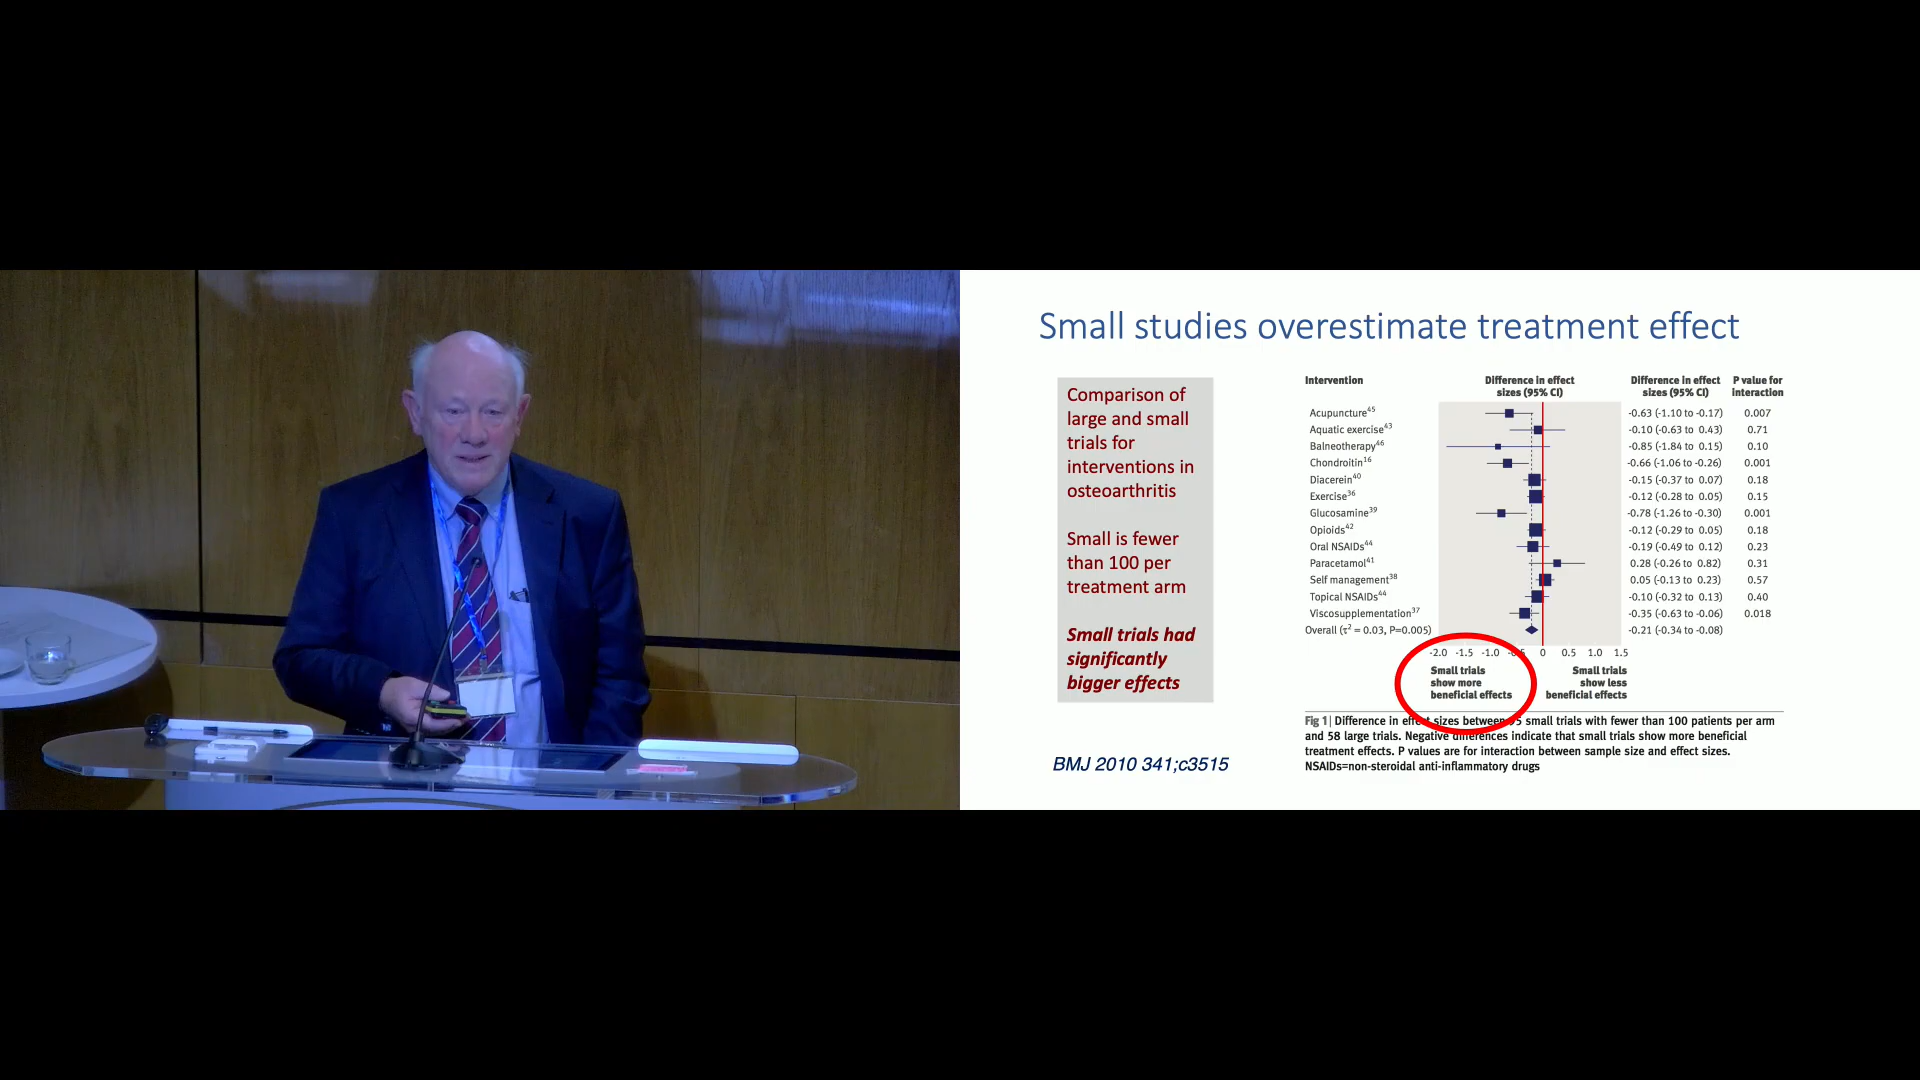 Small studies overestimate treatment effect
Comparison of
large and small
trials for
interventions in
osteoarthritis
Small is fewer
than 100 per
treatment arm
Small trials had
significantly
bigger effects
BMJ 2010 341;c3515
Intervention
Difference in effect
sizes (95% CI)
Difference in effect
sizes (95% CI)
P value for
interaction
Acupuncture45 -0.63 (-1.10 to -0.17) 0.007
Aquatic exercise43 -0.10 (-0.63 to 0.43) 0.71
Balneotherapy46 -0.85 (-1.84 to 0.15) 0.10
Chondroitin16 -0.66 (-1.06 to -0.26) 0.001
Diacerein40 -0.15 (-0.37 to 0.07) 0.18
Exercise36 -0.12 (-0.28 to 0.05) 0.15
Glucosamine39 -0.78 (-1.26 to -0.30) 0.001
Opioids42 -0.12 (-0.29 to 0.05) 0.18
Oral NSAIDs44 -0.19 (-0.49 to 0.12) 0.23
Paracetamol41 0.28 (-0.26 to 0.82) 0.31
Self management38 0.05 (-0.13 to 0.23) 0.57
Topical NSAIDs44 -0.10 (-0.32 to 0.13) 0.40
Viscosupplementation37 -0.35 (-0.63 to -0.06) 0.018
Overall (τ² = 0.03, P=0.005) -0.21 (-0.34 to -0.08)
-2.0 -1.5 -1.0 0 0.5 1.0 1.5
Small trials
show more
beneficial effects
Small trials
show less
beneficial effects
Fig 1| Difference in effect sizes between small trials with fewer than 100 patients per arm
and 58 large trials. Negative differences indicate that small trials show more beneficial
treatment effects. P values are for interaction between sample size and effect sizes.
NSAIDs=non-steroidal anti-inflammatory drugs